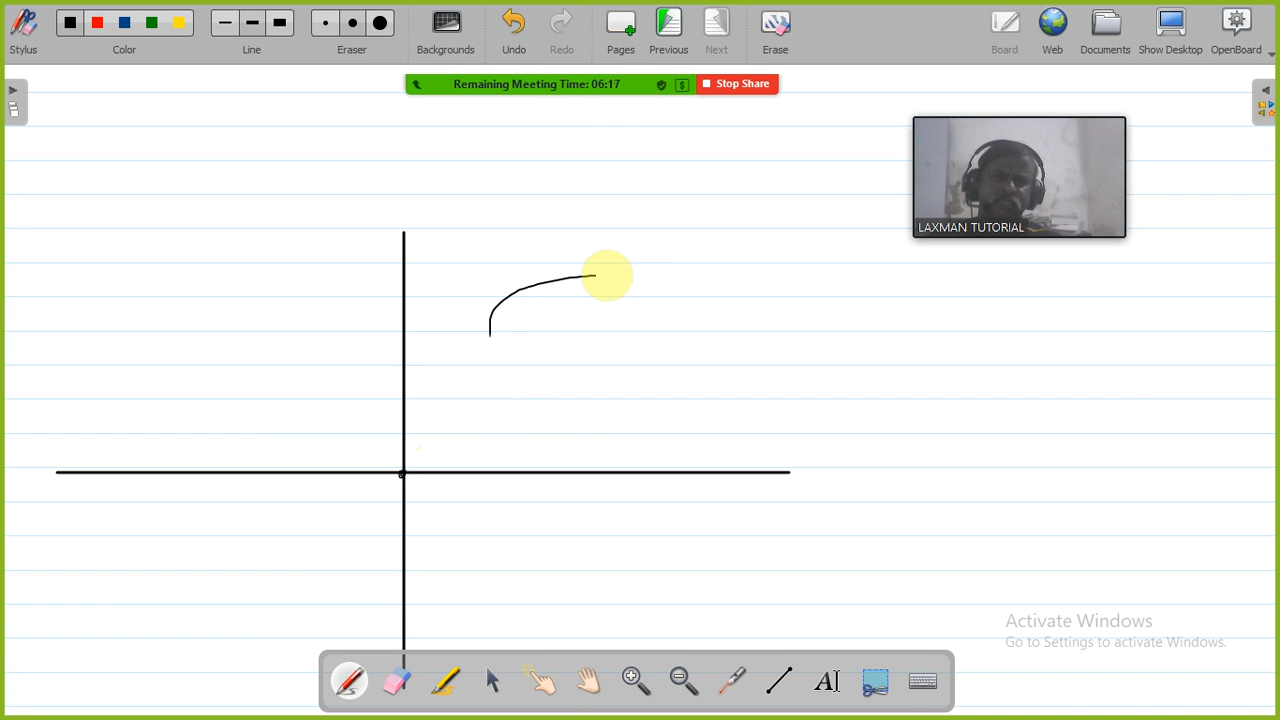 Stylus
Color
Line
Eraser
Backgrounds
Undo
Redo
Pages
Previous
Next
Erase
Board
Web
Documents
Show Desktop
OpenBoard
Remaining Meeting Time: 06:17
Stop Share
LAXMAN TUTORIAL
Activate Windows
Go to Settings to activate Windows.